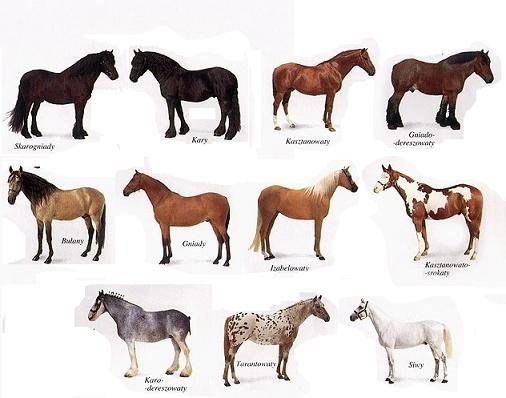 Skarogniady
Kary
Kasztanowaty
Gniado-
-dereszowaty
Bułany
Gniady
Izabelowaty
Kasztanowato-
-srokaty
Karo-
-dereszowaty
Tarantowaty
Siwy